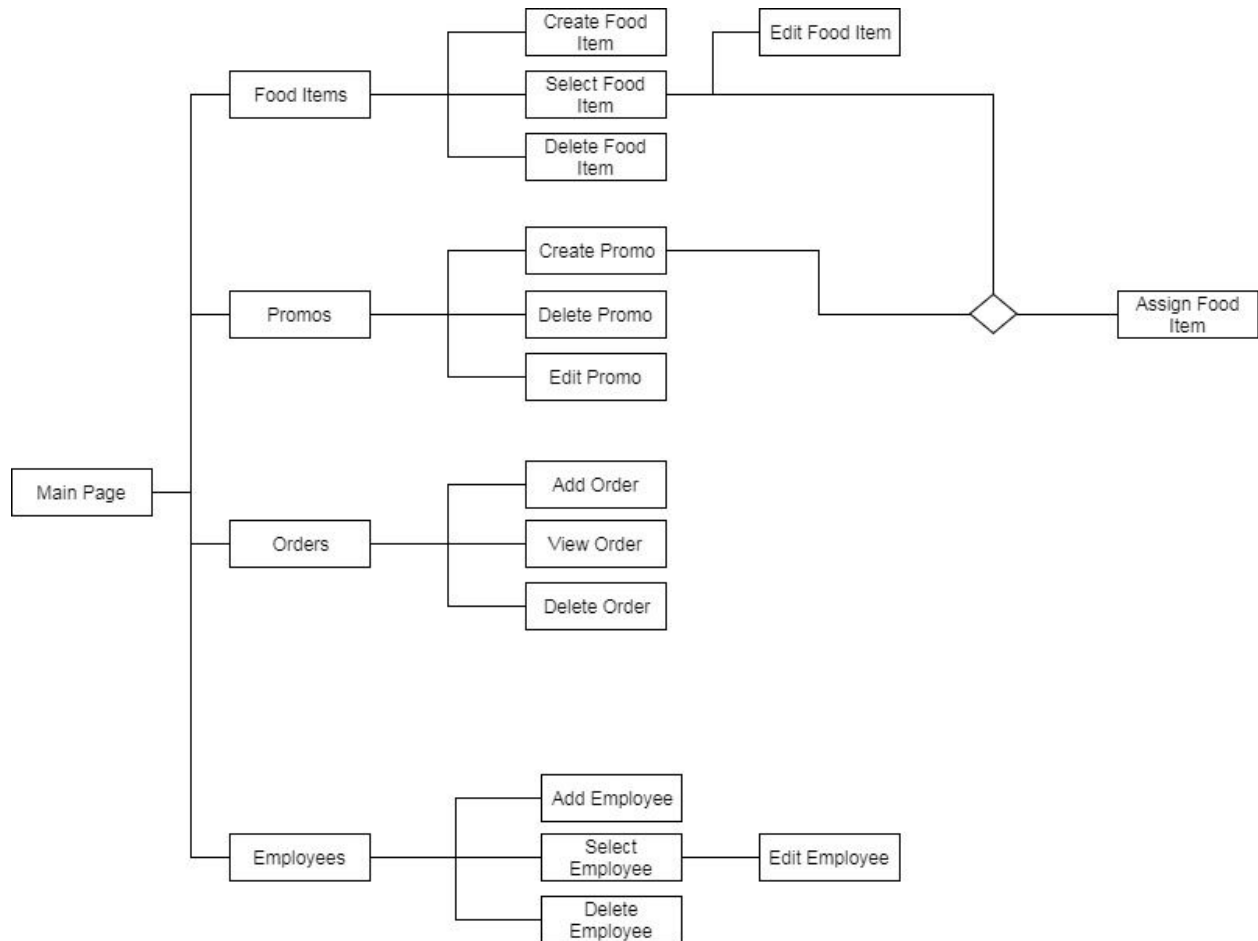 Create Food
Item
Edit Food Item
Food Items
Select Food
Item
Delete Food
Item
Create Promo
Promos
Delete Promo
Assign Food
Item
Edit Promo
Main Page
Add Order
Orders
View Order
Delete Order
Add Employee
Employees
Select
Employee
Edit Employee
Delete
Employee